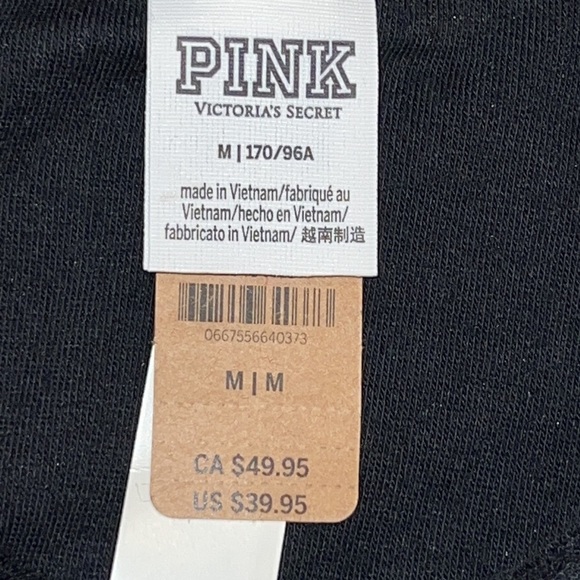 PINK
VICTORIA'S SECRET
M | 170/96A
made in Vietnam/fabriqué au
Vietnam/hecho en Vietnam/
fabbricato in Vietnam/ 越南制造
0667556640373
M | M
CA $49.95
US $39.95